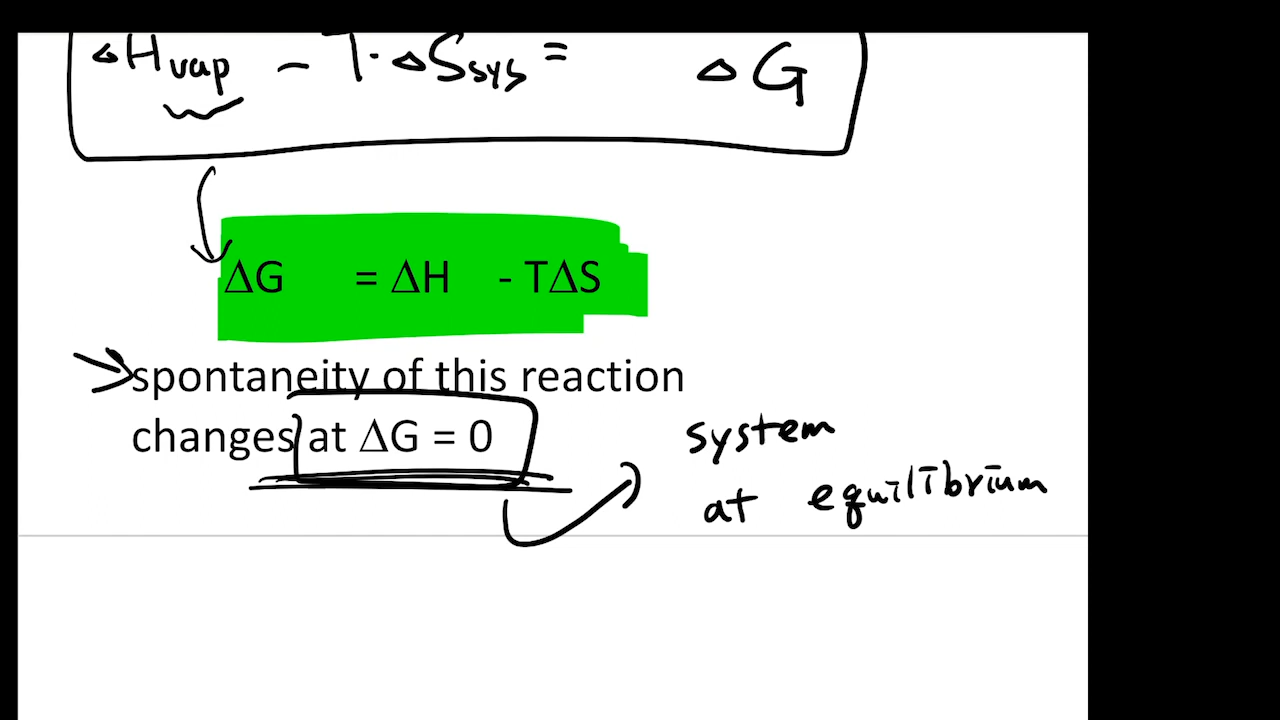 ΔHvap - T·ΔSsys = ΔG
ΔG = ΔH - TΔS
spontaneity of this reaction
changes at ΔG = 0
system
at equilibrium